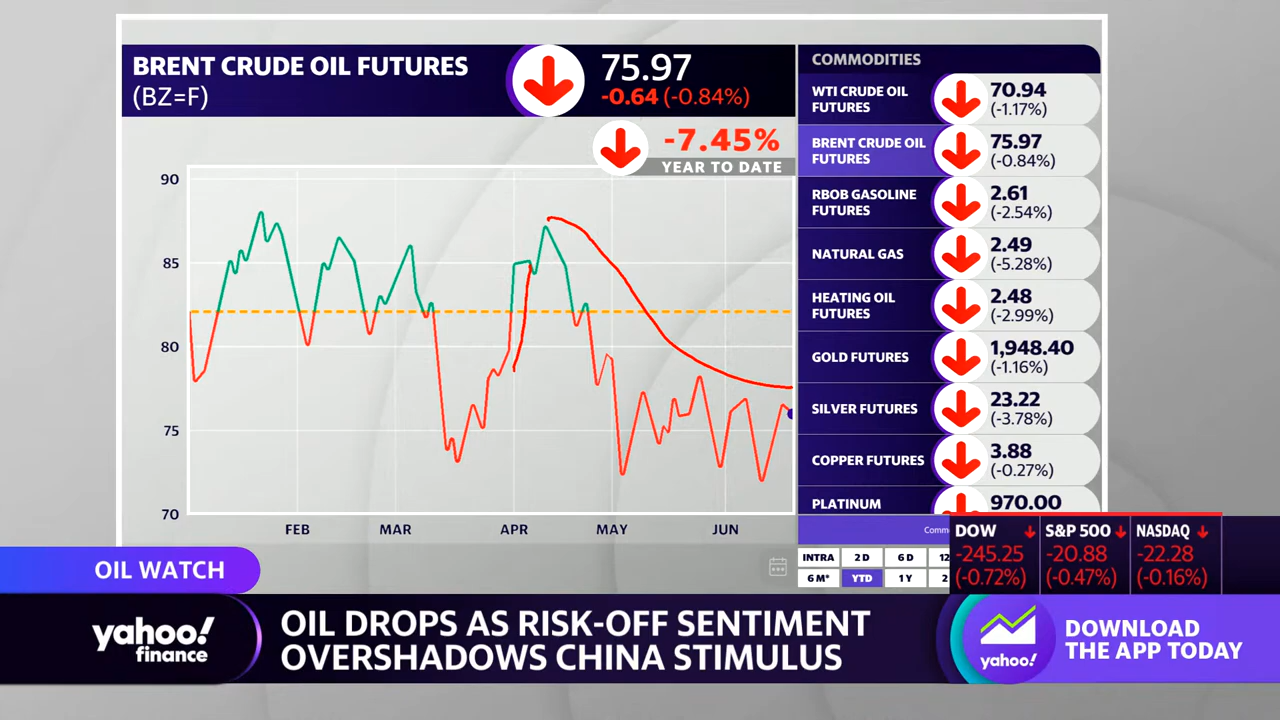 BRENT CRUDE OIL FUTURES
(BZ=F)
75.97
-0.64 (-0.84%)
-7.45%
YEAR TO DATE
90
85
80
75
70
FEB MAR APR MAY JUN
COMMODITIES
WTI CRUDE OIL
FUTURES
70.94
(-1.17%)
BRENT CRUDE OIL
FUTURES
75.97
(-0.84%)
RBOB GASOLINE
FUTURES
2.61
(-2.54%)
NATURAL GAS
2.49
(-5.28%)
HEATING OIL
FUTURES
2.48
(-2.99%)
GOLD FUTURES
1,948.40
(-1.16%)
SILVER FUTURES
23.22
(-3.78%)
COPPER FUTURES
3.88
(-0.27%)
PLATINUM
970.00
INTRA 2 D 6 D
6 M* YTD 1 Y
DOW
-245.25
(-0.72%)
S&P 500
-20.88
(-0.47%)
NASDAQ
-22.28
(-0.16%)
OIL WATCH
yahoo!
finance
OIL DROPS AS RISK-OFF SENTIMENT
OVERSHADOWS CHINA STIMULUS
yahoo!
DOWNLOAD
THE APP TODAY